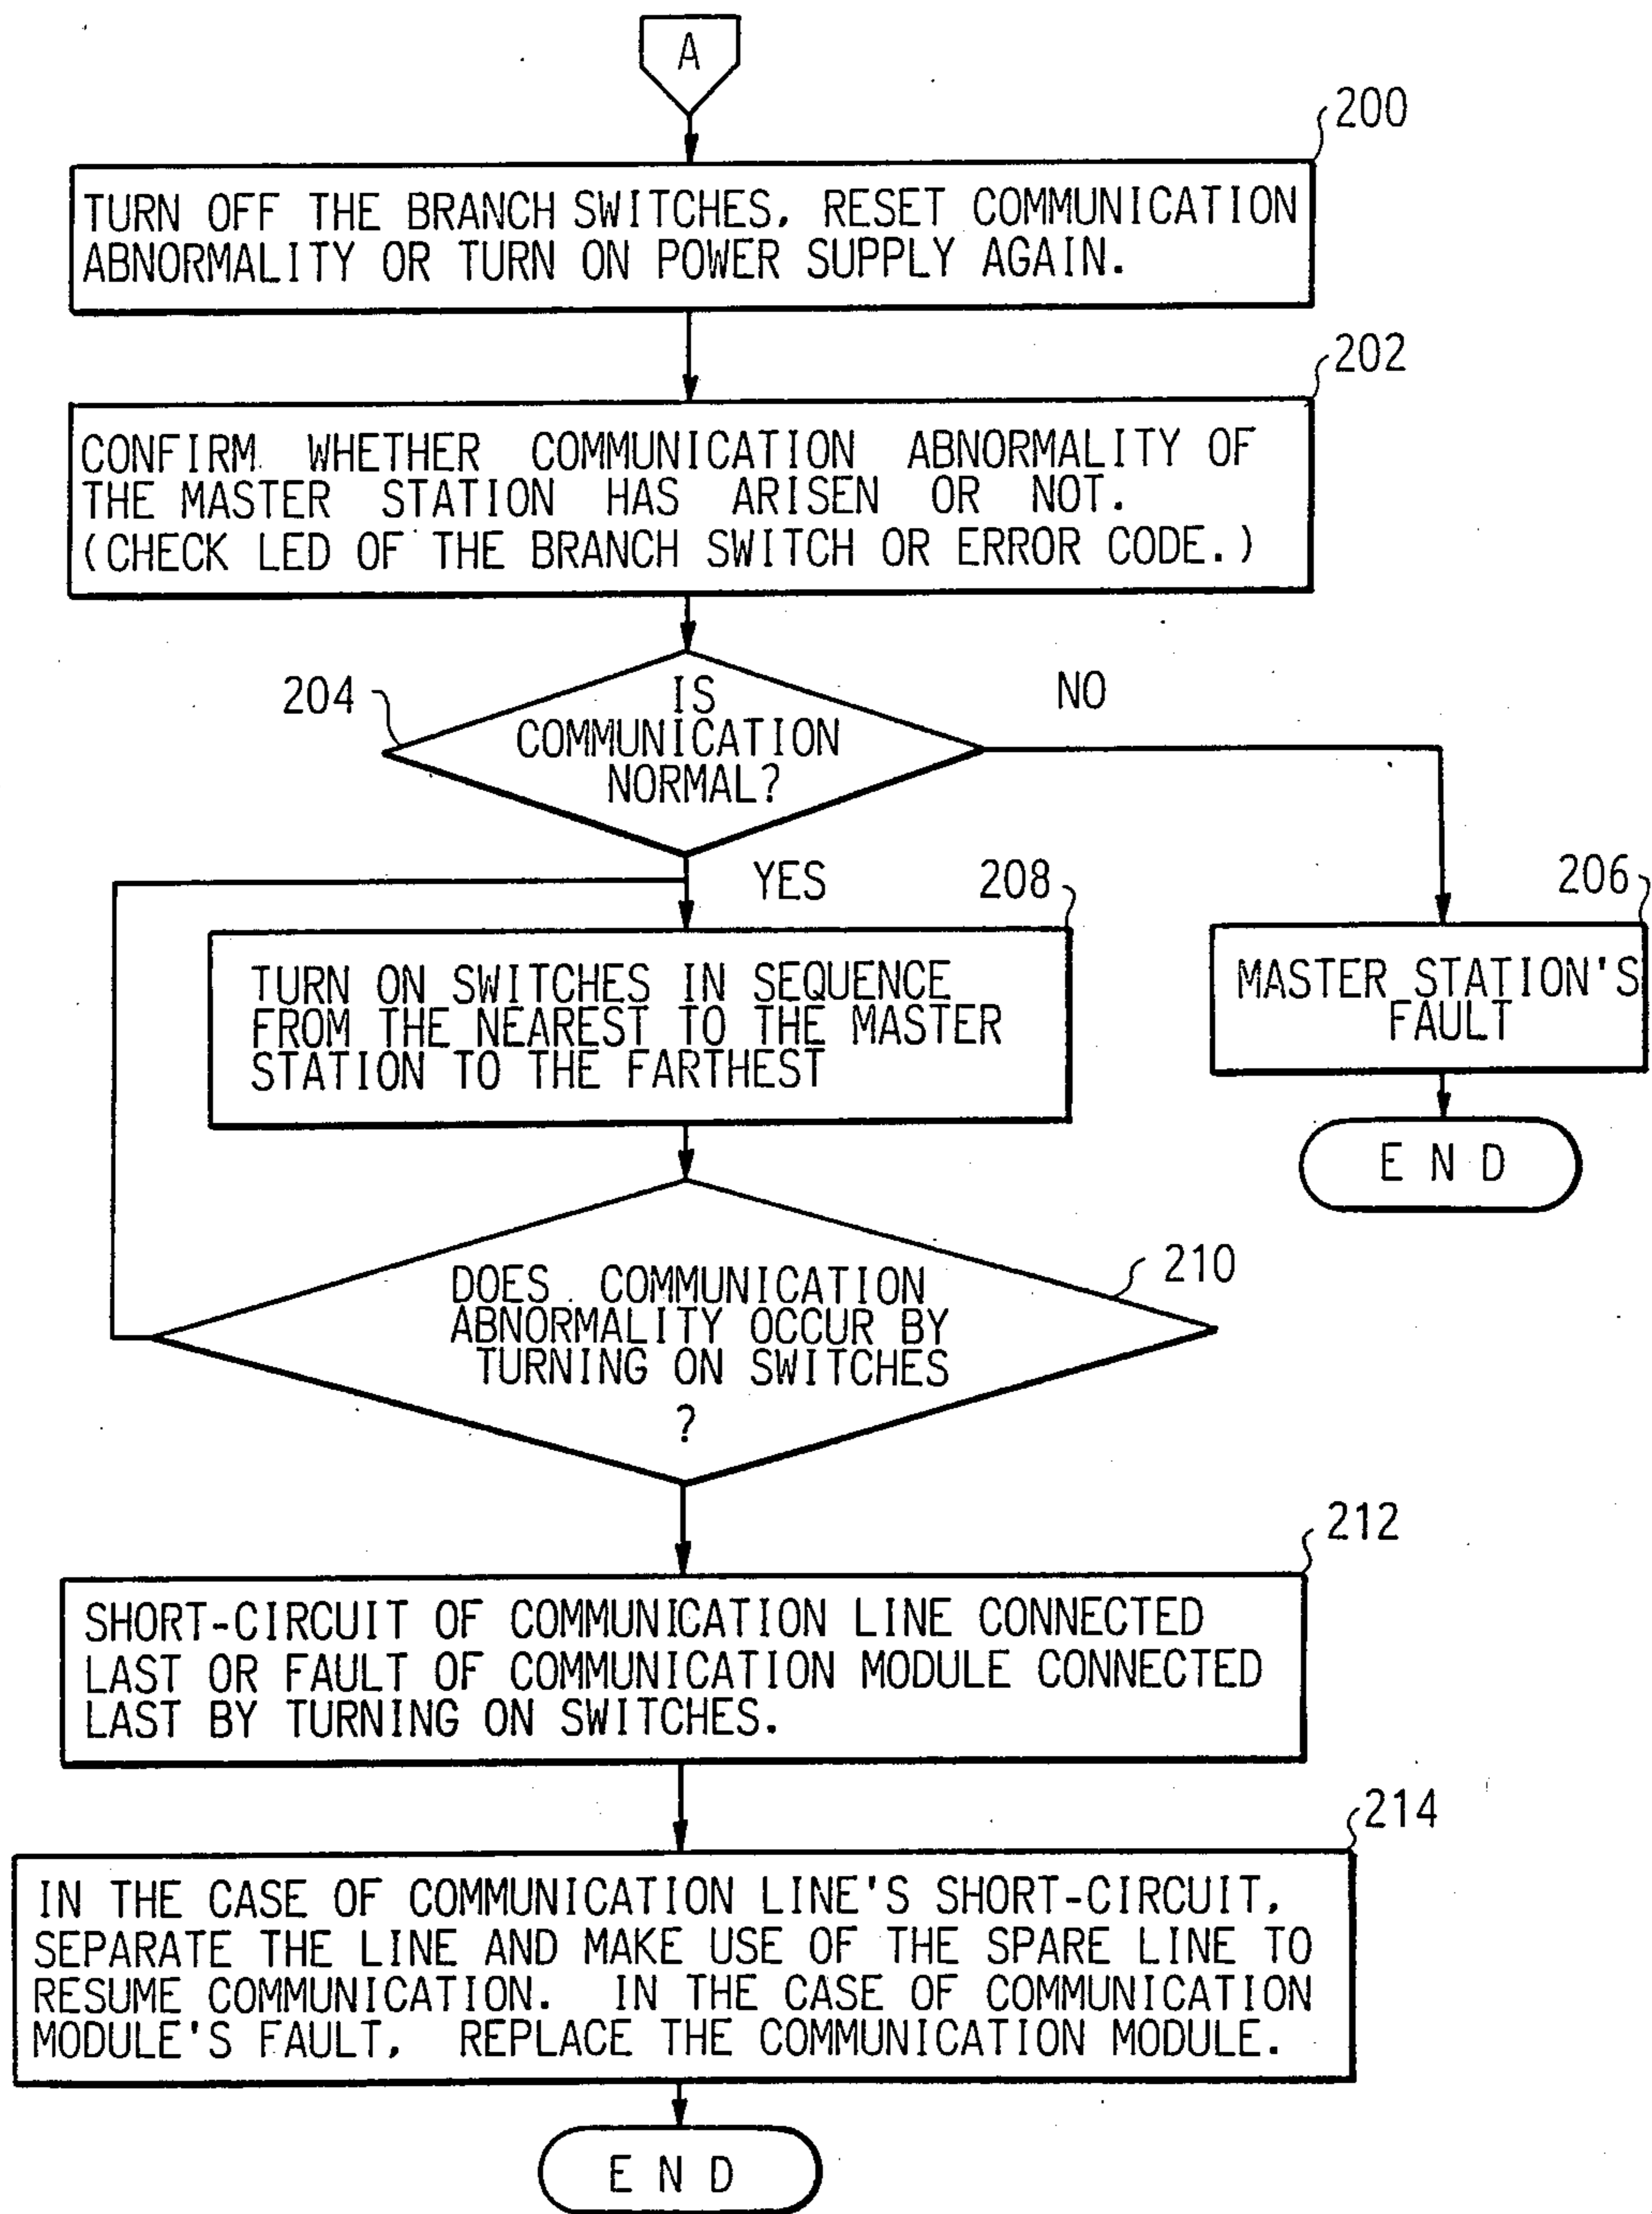 A
200
TURN OFF THE BRANCH SWITCHES, RESET COMMUNICATION
ABNORMALITY OR TURN ON POWER SUPPLY AGAIN.
202
CONFIRM WHETHER COMMUNICATION ABNORMALITY OF
THE MASTER STATION HAS ARISEN OR NOT.
(CHECK LED OF THE BRANCH SWITCH OR ERROR CODE.)
204
IS
COMMUNICATION
NORMAL?
NO
YES
208
206
TURN ON SWITCHES IN SEQUENCE
FROM THE NEAREST TO THE MASTER
STATION TO THE FARTHEST
MASTER STATION'S
FAULT
END
210
DOES COMMUNICATION
ABNORMALITY OCCUR BY
TURNING ON SWITCHES
?
212
SHORT-CIRCUIT OF COMMUNICATION LINE CONNECTED
LAST OR FAULT OF COMMUNICATION MODULE CONNECTED
LAST BY TURNING ON SWITCHES.
214
IN THE CASE OF COMMUNICATION LINE'S SHORT-CIRCUIT,
SEPARATE THE LINE AND MAKE USE OF THE SPARE LINE TO
RESUME COMMUNICATION. IN THE CASE OF COMMUNICATION
MODULE'S FAULT, REPLACE THE COMMUNICATION MODULE.
END